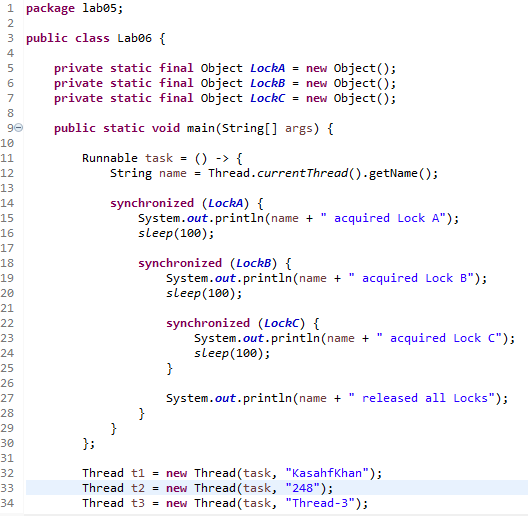 1 package lab05;
2
3 public class Lab06 {
4
5     private static final Object LockA = new Object();
6     private static final Object LockB = new Object();
7     private static final Object LockC = new Object();
8
9     public static void main(String[] args) {
10
11         Runnable task = () -> {
12             String name = Thread.currentThread().getName();
13
14             synchronized (LockA) {
15                 System.out.println(name + " acquired Lock A");
16                 sleep(100);
17
18                 synchronized (LockB) {
19                     System.out.println(name + " acquired Lock B");
20                     sleep(100);
21
22                     synchronized (LockC) {
23                         System.out.println(name + " acquired Lock C");
24                         sleep(100);
25                     }
26
27                     System.out.println(name + " released all Locks");
28                 }
29             }
30         };
31
32         Thread t1 = new Thread(task, "KasahfKhan");
33         Thread t2 = new Thread(task, "248");
34         Thread t3 = new Thread(task, "Thread-3");